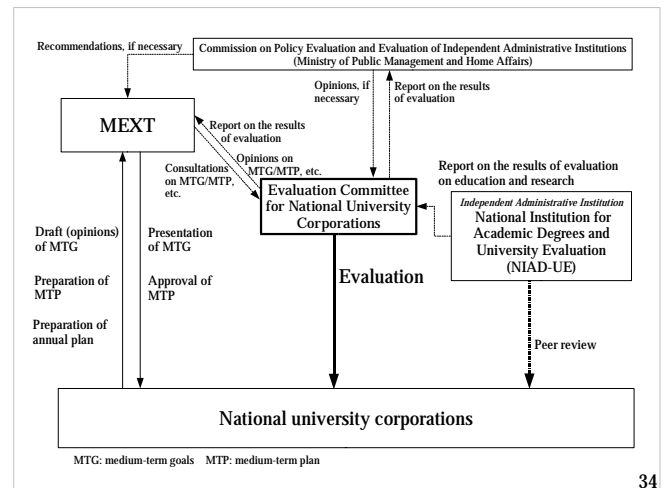 Recommendations, if necessary
Commission on Policy Evaluation and Evaluation of Independent Administrative Institutions
(Ministry of Public Management and Home Affairs)
Opinions, if
necessary
Report on the results
of evaluation
MEXT
Report on the results
of evaluation
Opinions on
MTG/MTP, etc.
Consultations
on MTG/MTP,
etc.
Evaluation Committee
for National University
Corporations
Report on the results of evaluation
on education and research
Independent Administrative Institution
National Institution for
Academic Degrees and
University Evaluation
(NIAD-UE)
Draft (opinions)
of MTG
Preparation of
MTP
Preparation of
annual plan
Presentation
of MTG
Approval of
MTP
Evaluation
Peer review
National university corporations
MTG: medium-term goals MTP: medium-term plan
34